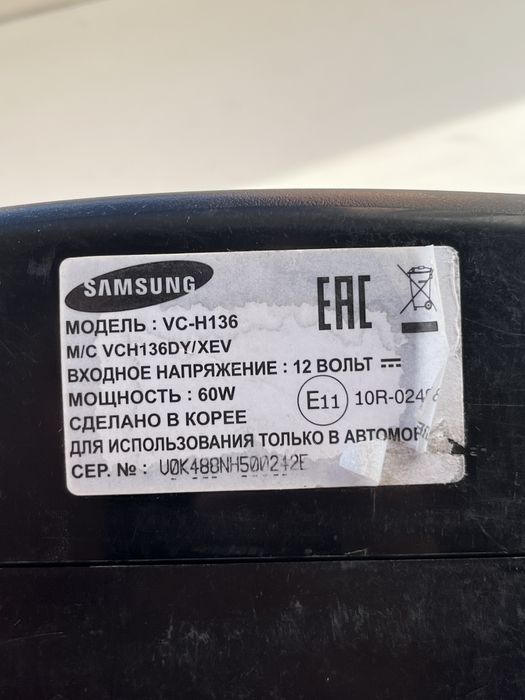 SAMSUNG
EAC
МОДЕЛЬ : VC-H136
M/C VCH136DY/XEV
ВХОДНОЕ НАПРЯЖЕНИЕ : 12 ВОЛЬТ
МОЩНОСТЬ : 60W
E11
СДЕЛАНО В КОРЕЕ
ДЛЯ ИСПОЛЬЗОВАНИЯ ТОЛЬКО В
СЕР. № :